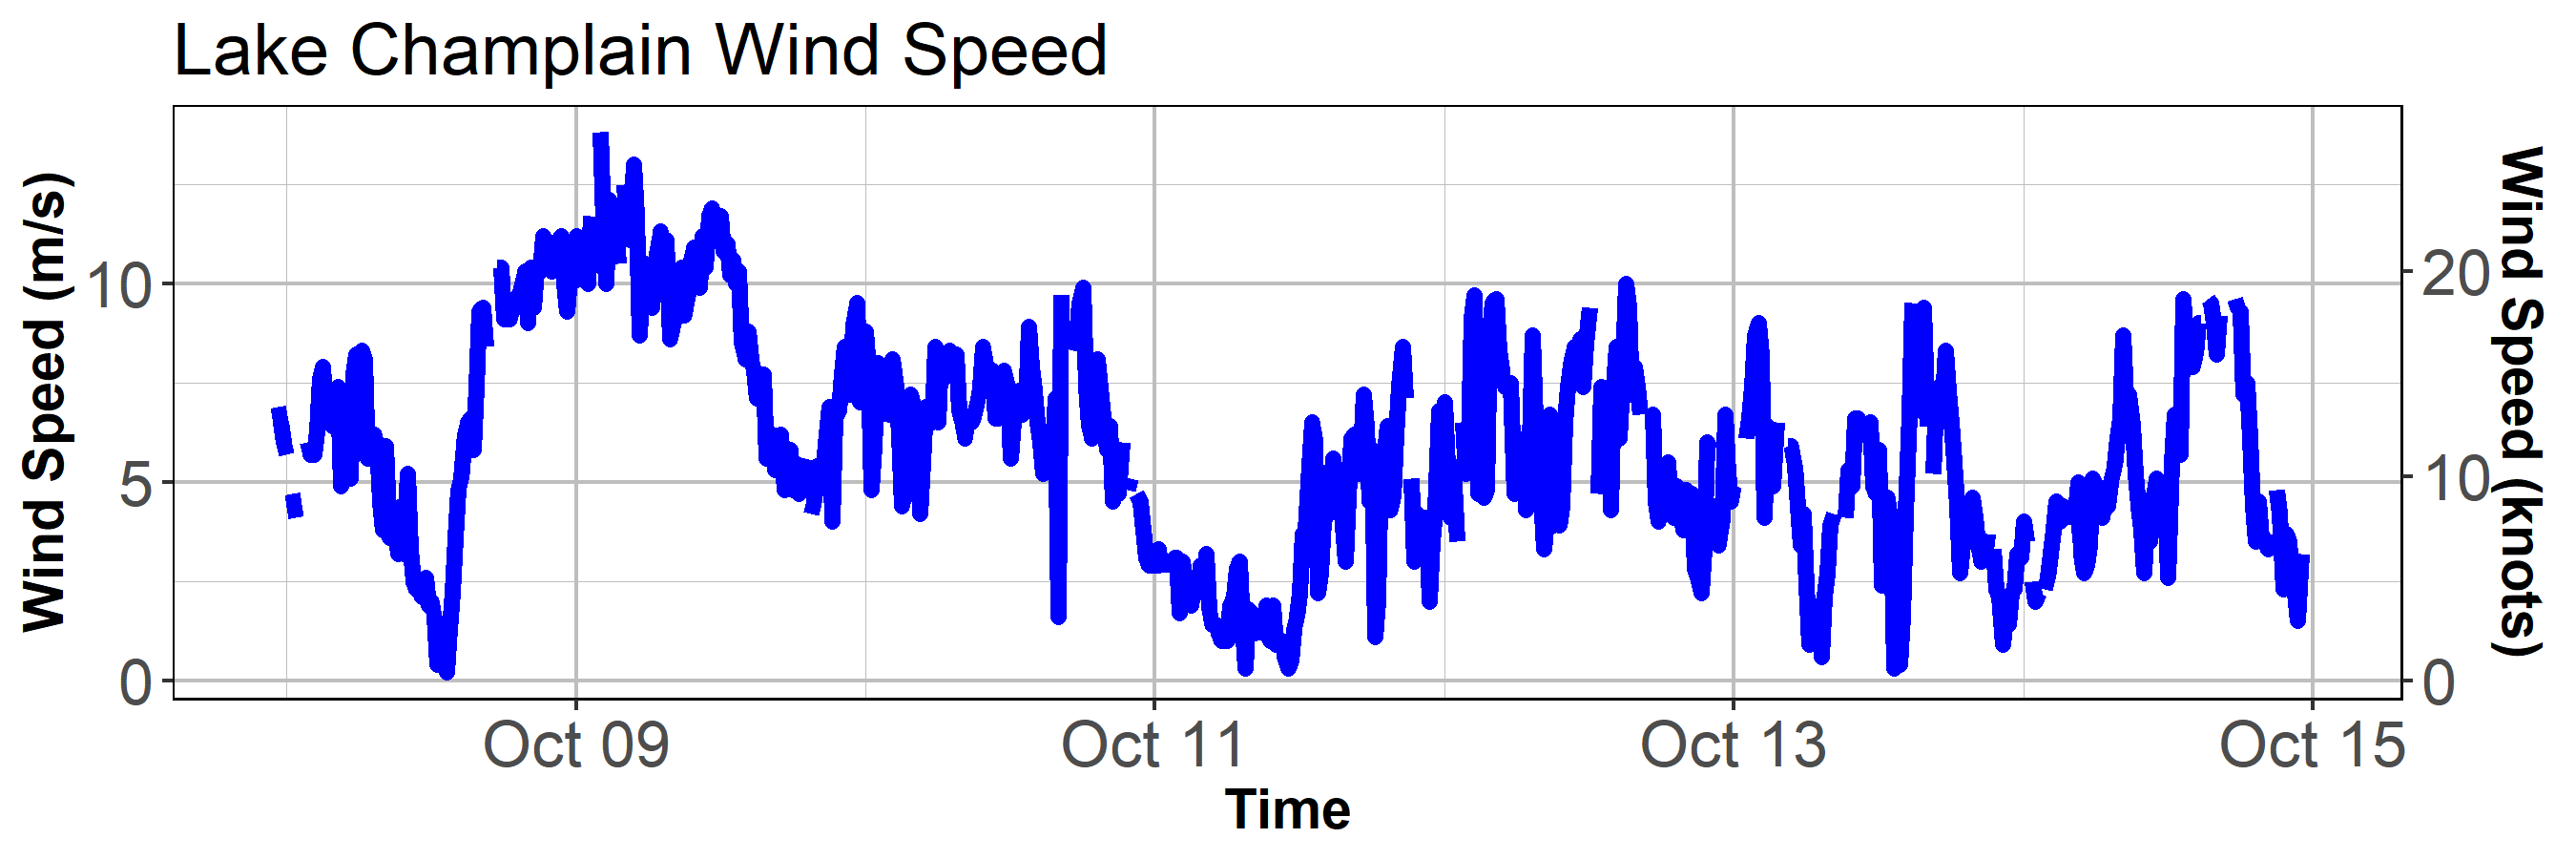 Lake Champlain Wind Speed
Wind Speed (m/s)
10
5
0
20
10
0
Wind Speed (knots)
Oct 09
Oct 11
Oct 13
Oct 15
Time